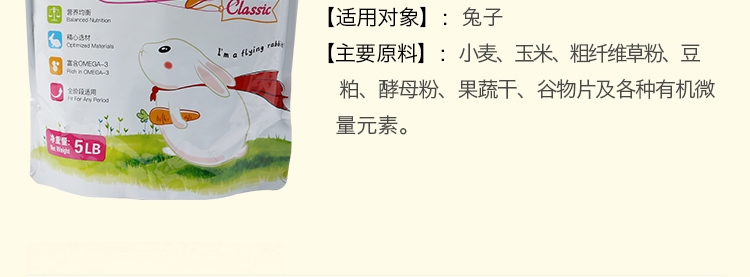 Classic
营养均衡
Balanced Nutrition
精心选材
Optimized Materials
富含OMEGA-3
Rich in OMEGA-3
全阶段适用
For Any Period
I'm a flying rabbit
净重量:
Net Weight:
5LB
【适用对象】：兔子
【主要原料】：小麦、玉米、粗纤维草粉、豆
粕、酵母粉、果蔬干、谷物片及各种有机微
量元素。